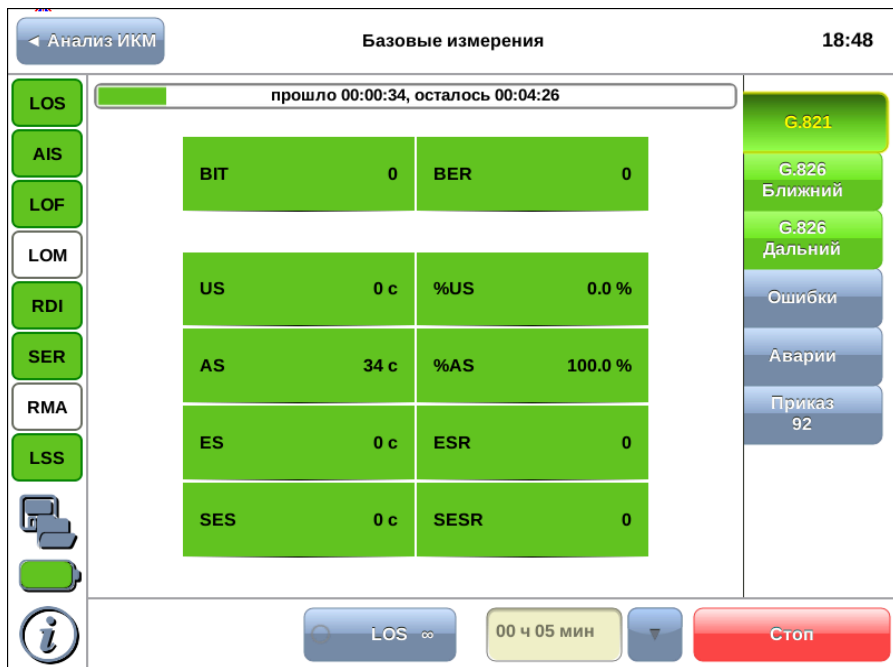 ◄ Анализ ИКМ
Базовые измерения
18:48
прошло 00:00:34, осталось 00:04:26
LOS
AIS
LOF
LOM
RDI
SER
RMA
LSS
BIT 0 BER 0
US 0 с %US 0.0 %
AS 34 с %AS 100.0 %
ES 0 с ESR 0
SES 0 с SESR 0
G.821
G.826
Ближний
G.826
Дальний
Ошибки
Аварии
Приказ
92
i
LOS ∞
00 ч 05 мин
▼
Стоп